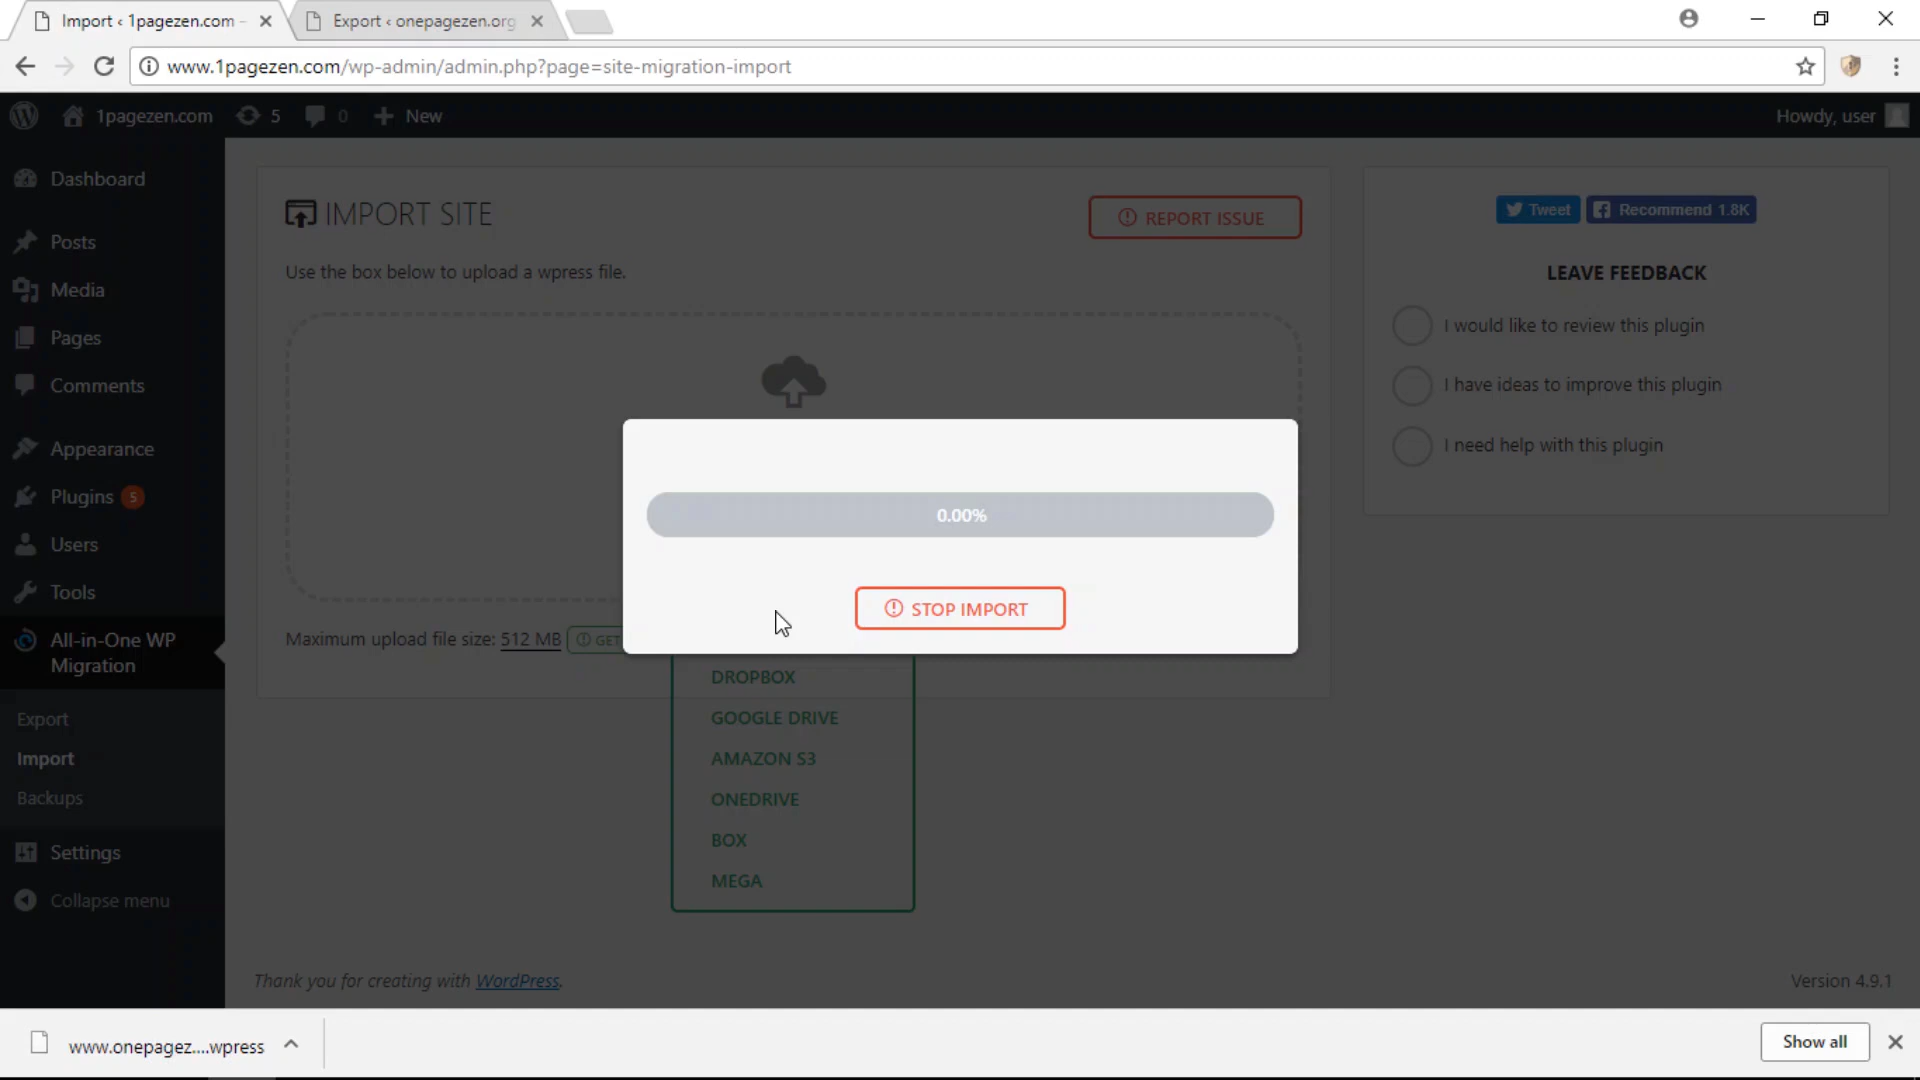 Import ‹ 1pagezen.com –
Export ‹ onepagezen.org
www.1pagezen.com/wp-admin/admin.php?page=site-migration-import
1pagezen.com 5 0 New Howdy, user
Dashboard
Posts
Media
Pages
Comments
Appearance
Plugins 5
Users
Tools
All-in-One WP
Migration
Export
Import
Backups
Settings
Collapse menu
IMPORT SITE
REPORT ISSUE
Use the box below to upload a wpress file.
0.00%
STOP IMPORT
Maximum upload file size: 512 MB GET
DROPBOX
GOOGLE DRIVE
AMAZON S3
ONEDRIVE
BOX
MEGA
Tweet Recommend 1.8K
LEAVE FEEDBACK
I would like to review this plugin
I have ideas to improve this plugin
I need help with this plugin
Thank you for creating with WordPress.
Version 4.9.1
www.onepagez....wpress
Show all